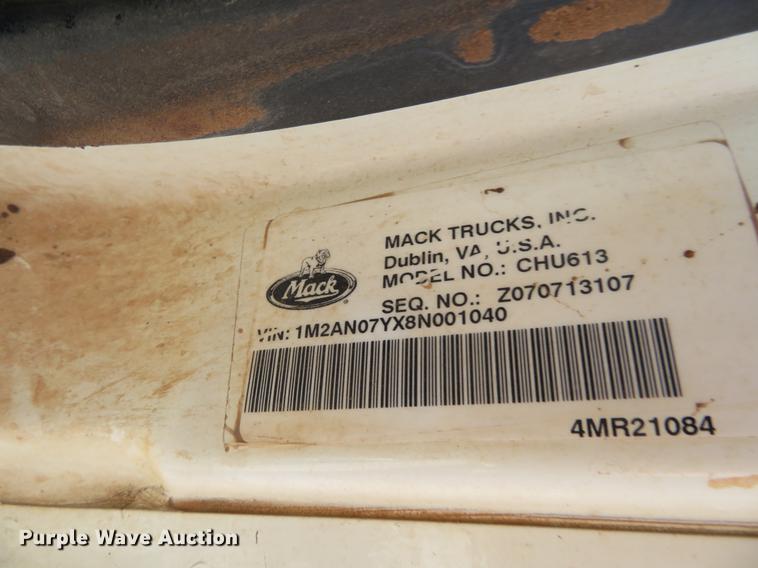 MACK TRUCKS, INC.
Dublin, VA, U.S.A.
MODEL NO.: CHU613
Mack
SEQ. NO.: Z070713107
VIN: 1M2AN07YX8N001040
4MR21084
Purple Wave Auction